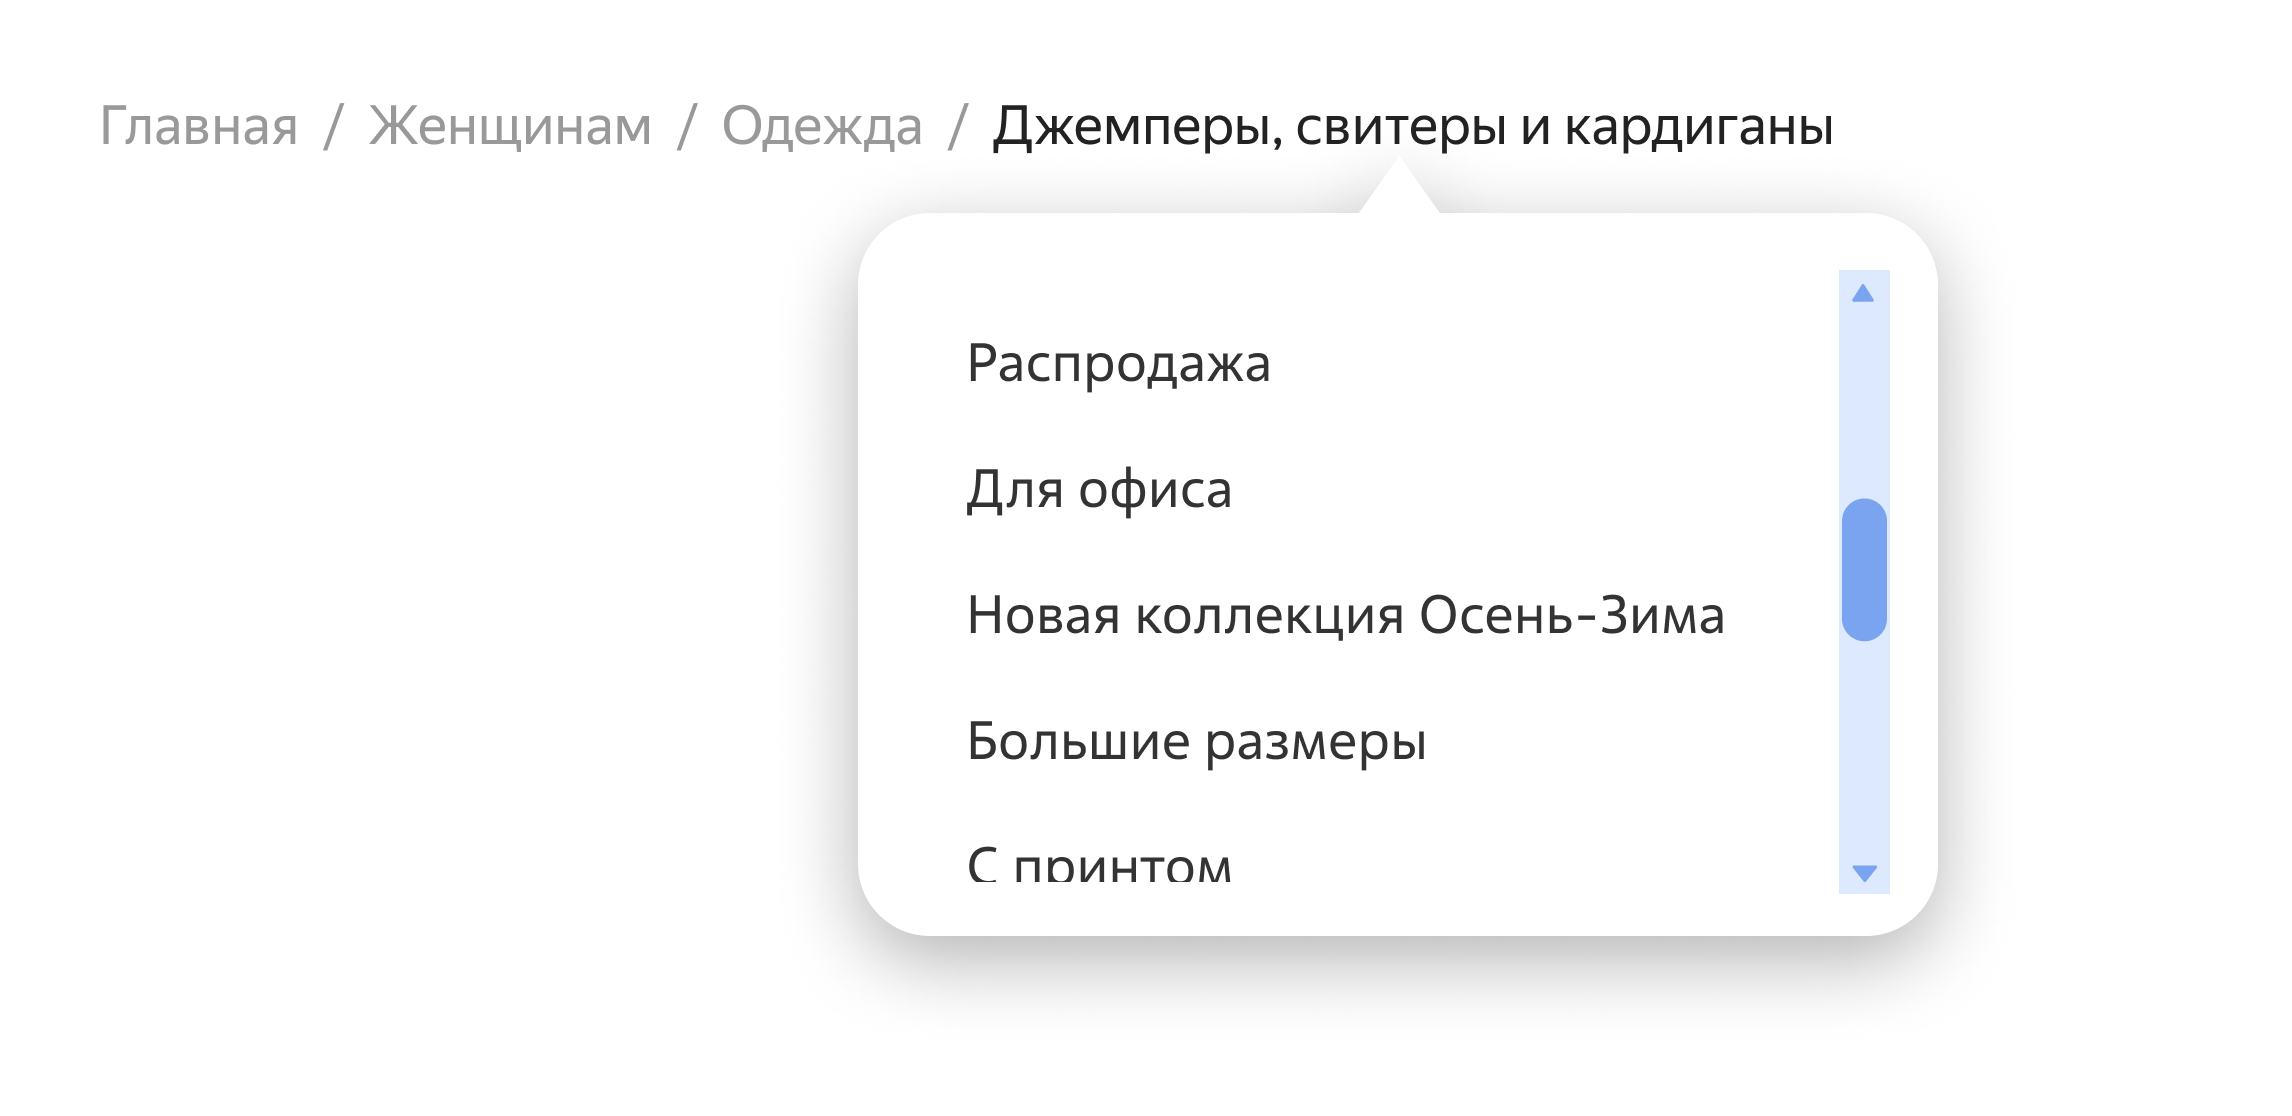 Главная / Женщинам / Одежда / Джемперы, свитеры и кардиганы
Распродажа
Для офиса
Новая коллекция Осень-Зима
Большие размеры
С принтом